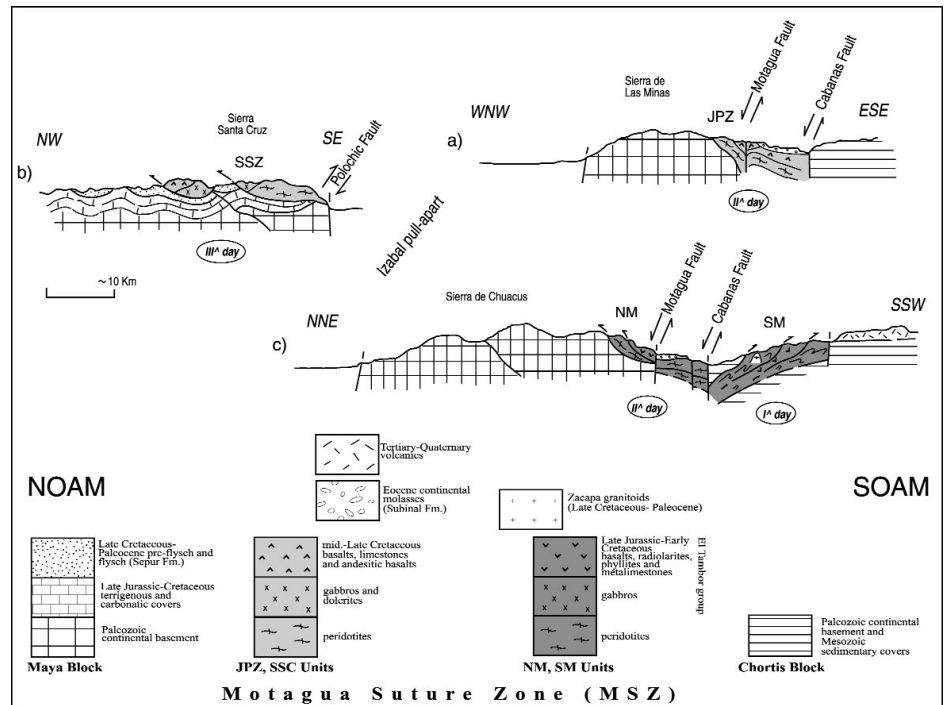 Sierra de
Las Minas
Motagua Fault
Cabanas Fault
WNW
JPZ
ESE
a)
II^ day
NW
Sierra
Santa Cruz
SE
Polochic Fault
SSZ
b)
III^ day
Izabal pull-apart
~ 10 Km
Sierra de Chuacus
NNE
NM
Motagua Fault
Cabanas Fault
SM
SSW
c)
II^ day
I^ day
NOAM
SOAM
Tertiary-Quaternary
volcanics
Eocene continental
molasses
(Subinal Fm.)
Zacapa granitoids
(Late Cretaceous- Paleocene)
Late Cretaceous-
Paleocene pre-flysch and
flysch (Sepur Fm.)
Late Jurassic-Cretaceous
terrigenous and
carbonatic covers
Paleozoic
continental basement
Maya Block
mid.-Late Cretaceous
basalts, limestones
and andesitic basalts
gabbros and
dolerites
peridotites
JPZ, SSC Units
Late Jurassic-Early
Cretaceous
basalts, radiolarites,
phyllites and
metalimestones
gabbros
peridotites
El Tambor group
NM, SM Units
Paleozoic continental
basement and
Mesozoic
sedimentary covers
Chortis Block
Motagua Suture Zone (MSZ)